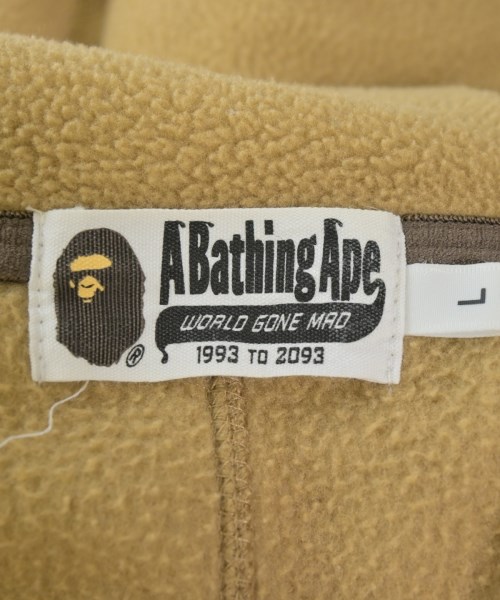 A Bathing Ape
WORLD GONE MAD
1993 TO 2093
®
L